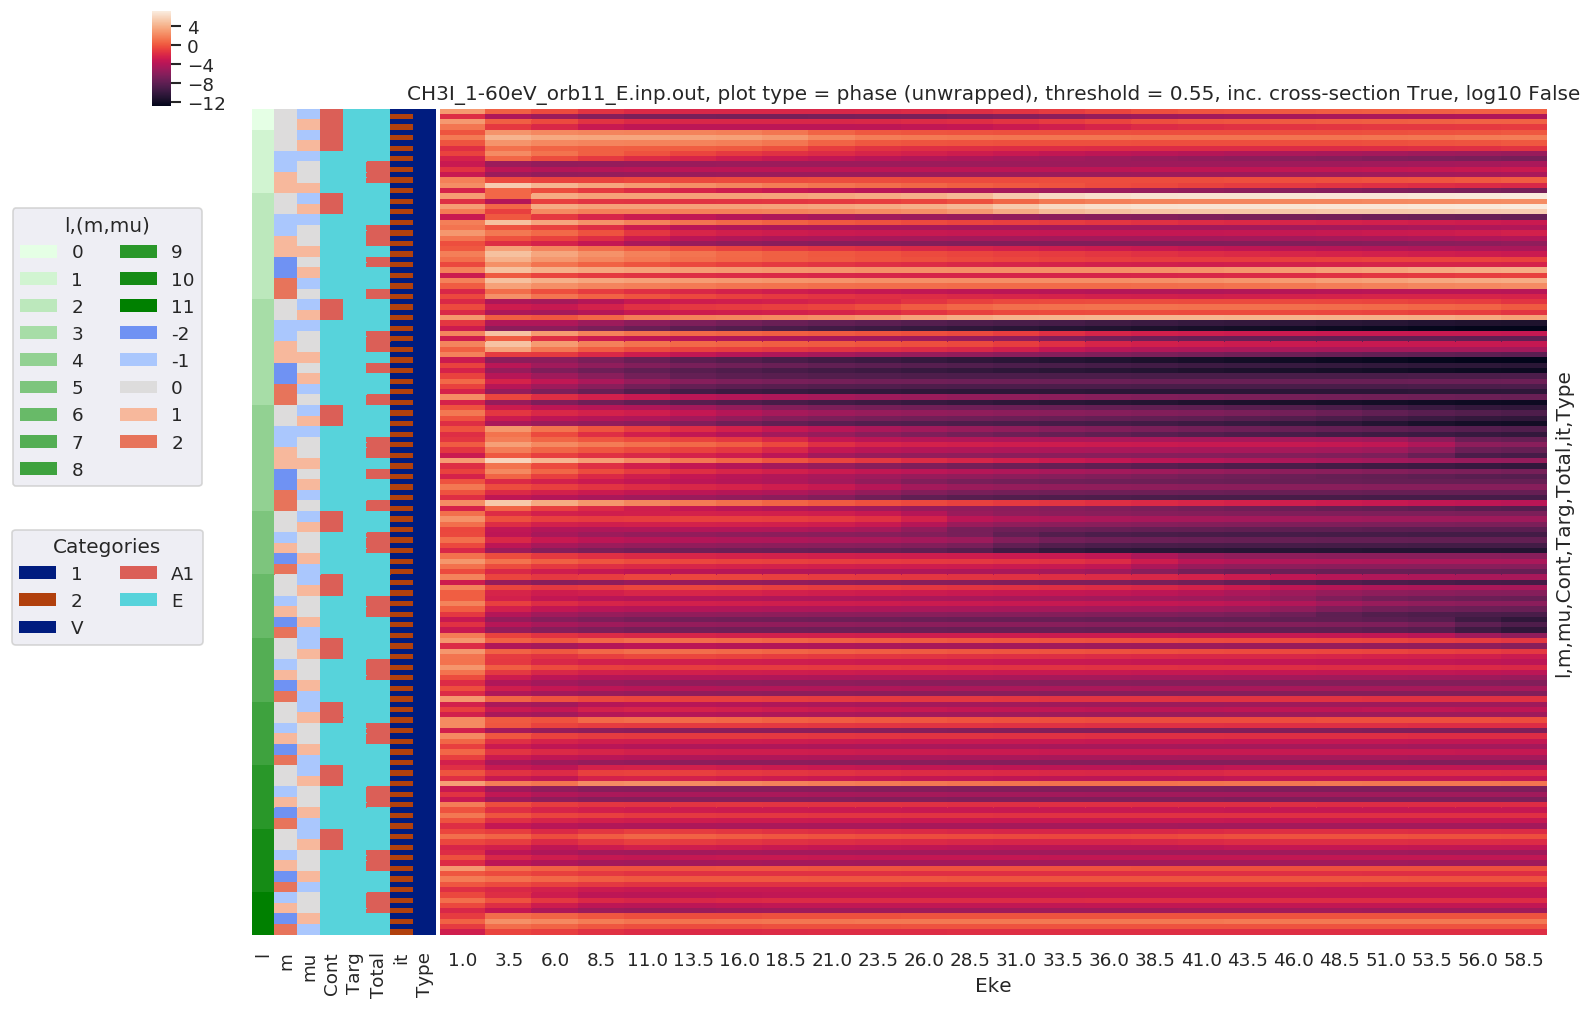 4
0
−4
−8
−12
CH3I_1-60eV_orb11_E.inp.out, plot type = phase (unwrapped), threshold = 0.55, inc. cross-section True, log10 False
l,(m,mu)
0 9
1 10
2 11
3 -2
4 -1
5 0
6 1
7 2
8
Categories
1 A1
2 E
V
l,m,mu,Cont,Targ,Total,it,Type
l m mu Cont Targ Total it Type
1.0 3.5 6.0 8.5 11.0 13.5 16.0 18.5 21.0 23.5 26.0 28.5 31.0 33.5 36.0 38.5 41.0 43.5 46.0 48.5 51.0 53.5 56.0 58.5
Eke